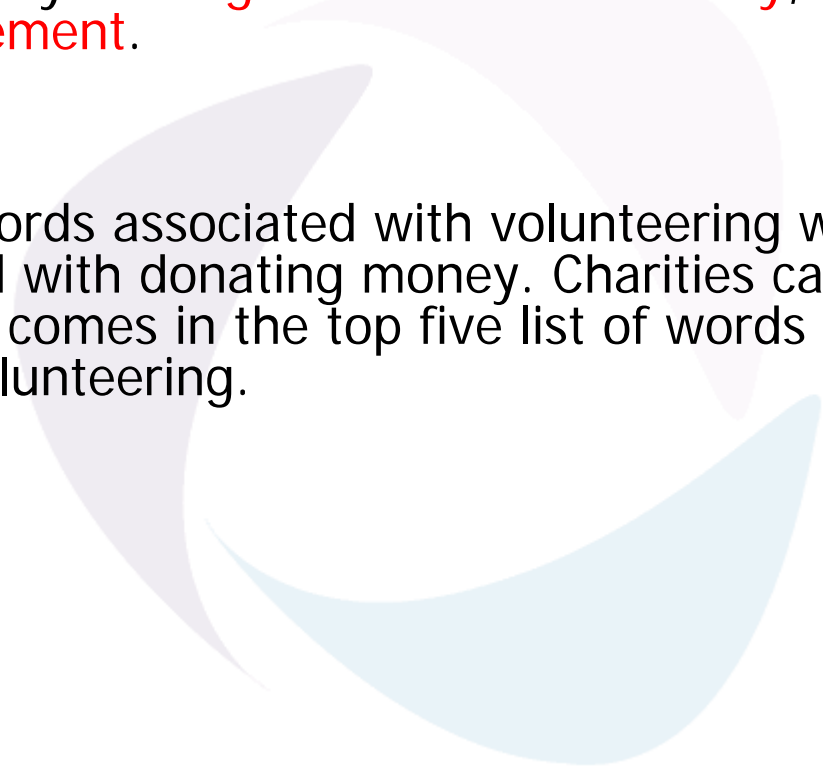 ement.
ords associated with volunteering w
with donating money. Charities ca
comes in the top five list of words
lunteering.